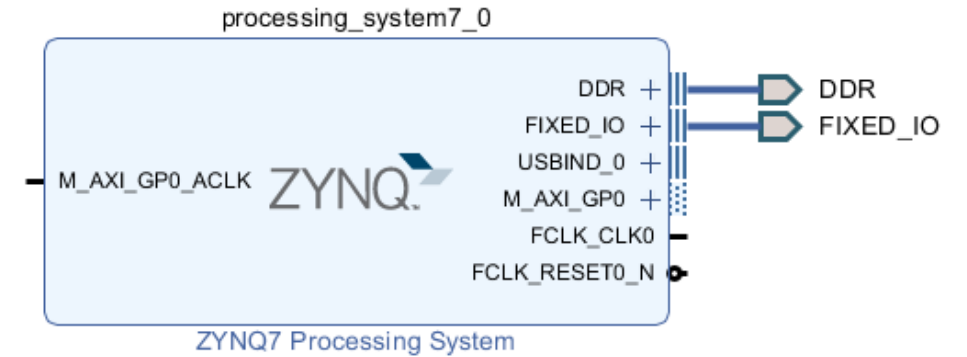 processing_system7_0
DDR
FIXED_IO
USBIND_0
M_AXI_GP0
FCLK_CLK0
FCLK_RESET0_N
M_AXI_GP0_ACLK
ZYNQ
DDR
FIXED_IO
ZYNQ7 Processing System